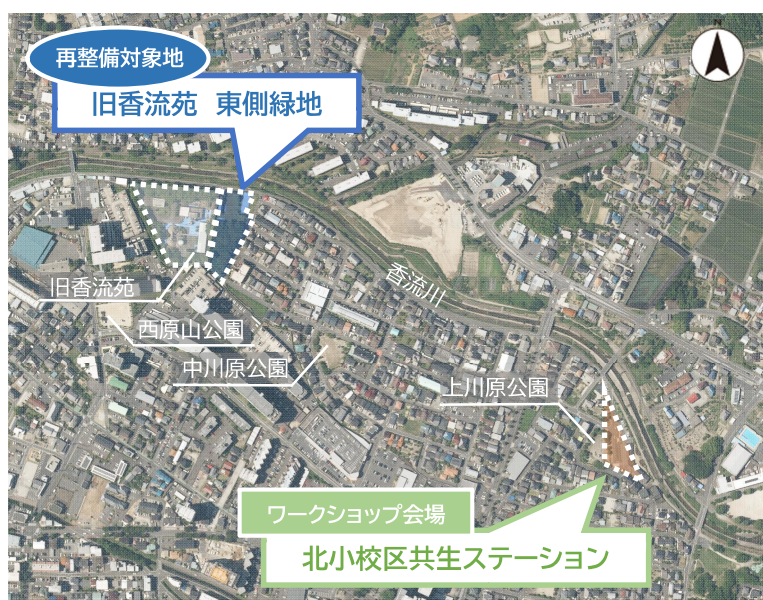 N
再整備対象地
旧香流苑 東側緑地
香流川
旧香流苑
西原山公園
中川原公園
上川原公園
ワークショップ会場
北小校区共生ステーション